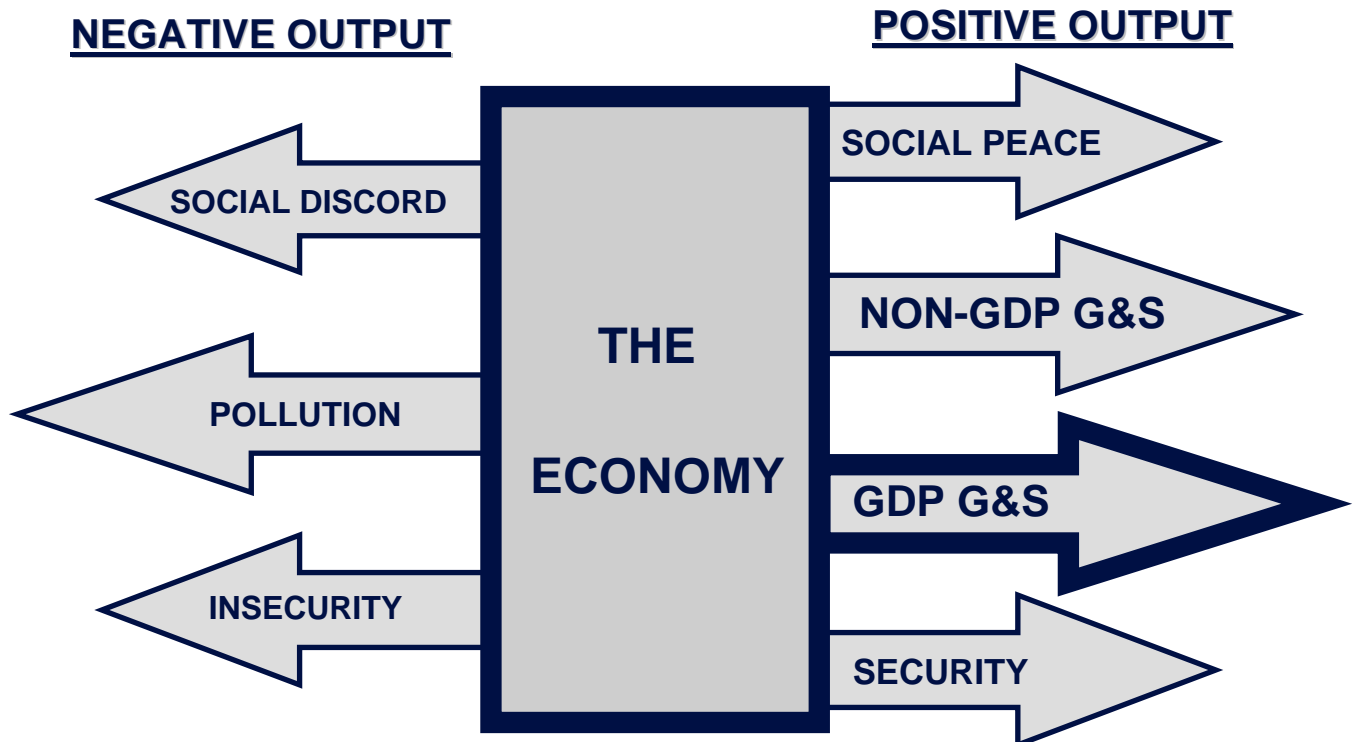 NEGATIVE OUTPUT
POSITIVE OUTPUT
SOCIAL DISCORD
POLLUTION
INSECURITY
THE
ECONOMY
SOCIAL PEACE
NON-GDP G&S
GDP G&S
SECURITY